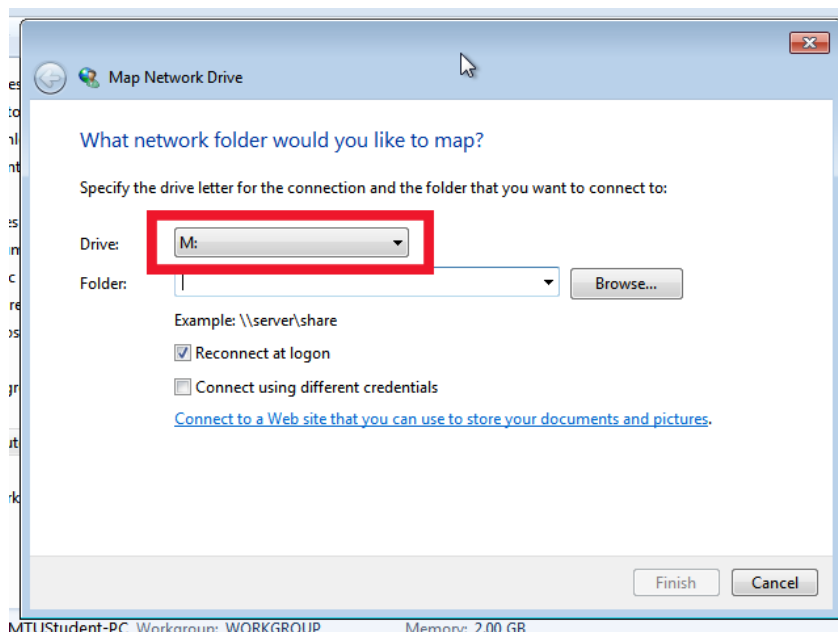 Map Network Drive
What network folder would you like to map?
Specify the drive letter for the connection and the folder that you want to connect to:
Drive: M:
Folder: Browse...
Example: \\server\share
Reconnect at logon
Connect using different credentials
Connect to a Web site that you can use to store your documents and pictures.
Finish Cancel
MTUStudent-PC Workgroup: WORKGROUP Memory: 2.00 GB